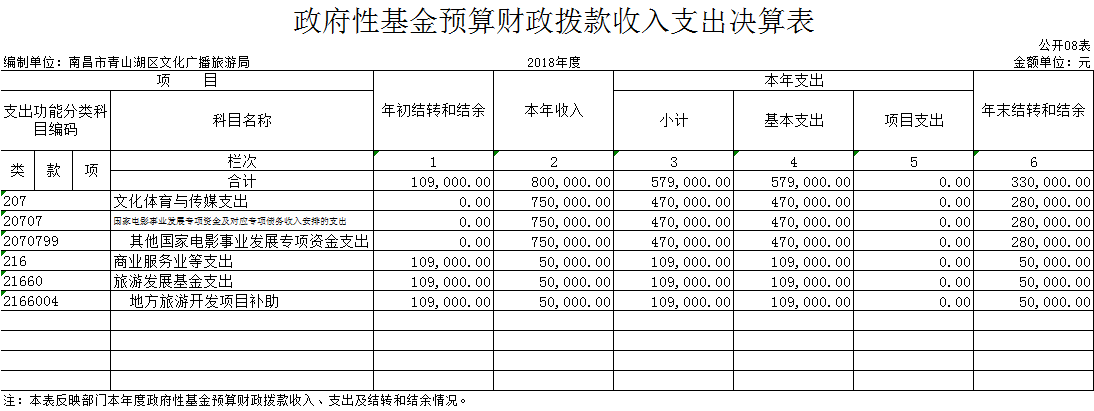 政府性基金预算财政拨款收入支出决算表
公开08表
编制单位：南昌市青山湖区文化广播旅游局 2018年度 金额单位：元
项 目 年初结转和结余 本年收入 本年支出 年末结转和结余
支出功能分类科目编码 科目名称 小计 基本支出 项目支出
类 款 项 栏次 1 2 3 4 5 6
合计 109,000.00 800,000.00 579,000.00 579,000.00 0.00 330,000.00
207 文化体育与传媒支出 0.00 750,000.00 470,000.00 470,000.00 0.00 280,000.00
20707 国家电影事业发展专项资金及对应专项债务收入安排的支出 0.00 750,000.00 470,000.00 470,000.00 0.00 280,000.00
2070799 其他国家电影事业发展专项资金支出 0.00 750,000.00 470,000.00 470,000.00 0.00 280,000.00
216 商业服务业等支出 109,000.00 50,000.00 109,000.00 109,000.00 0.00 50,000.00
21660 旅游发展基金支出 109,000.00 50,000.00 109,000.00 109,000.00 0.00 50,000.00
2166004 地方旅游开发项目补助 109,000.00 50,000.00 109,000.00 109,000.00 0.00 50,000.00
注：本表反映部门本年度政府性基金预算财政拨款收入、支出及结转和结余情况。